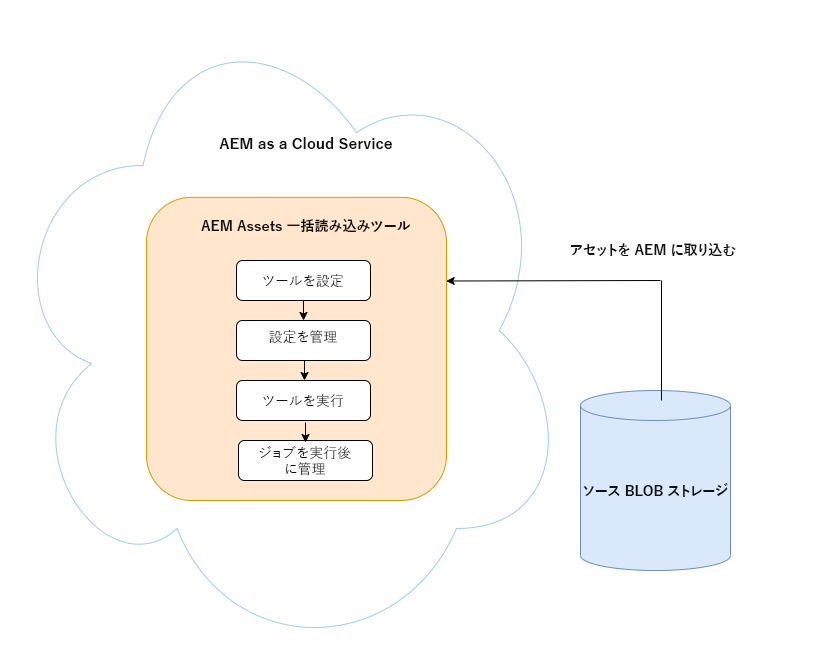 AEM as a Cloud Service
AEM Assets 一括読み込みツール
アセットを AEM に取り込む
ツールを設定
設定を管理
ツールを実行
ジョブを実行後
に管理
ソース BLOB ストレージ